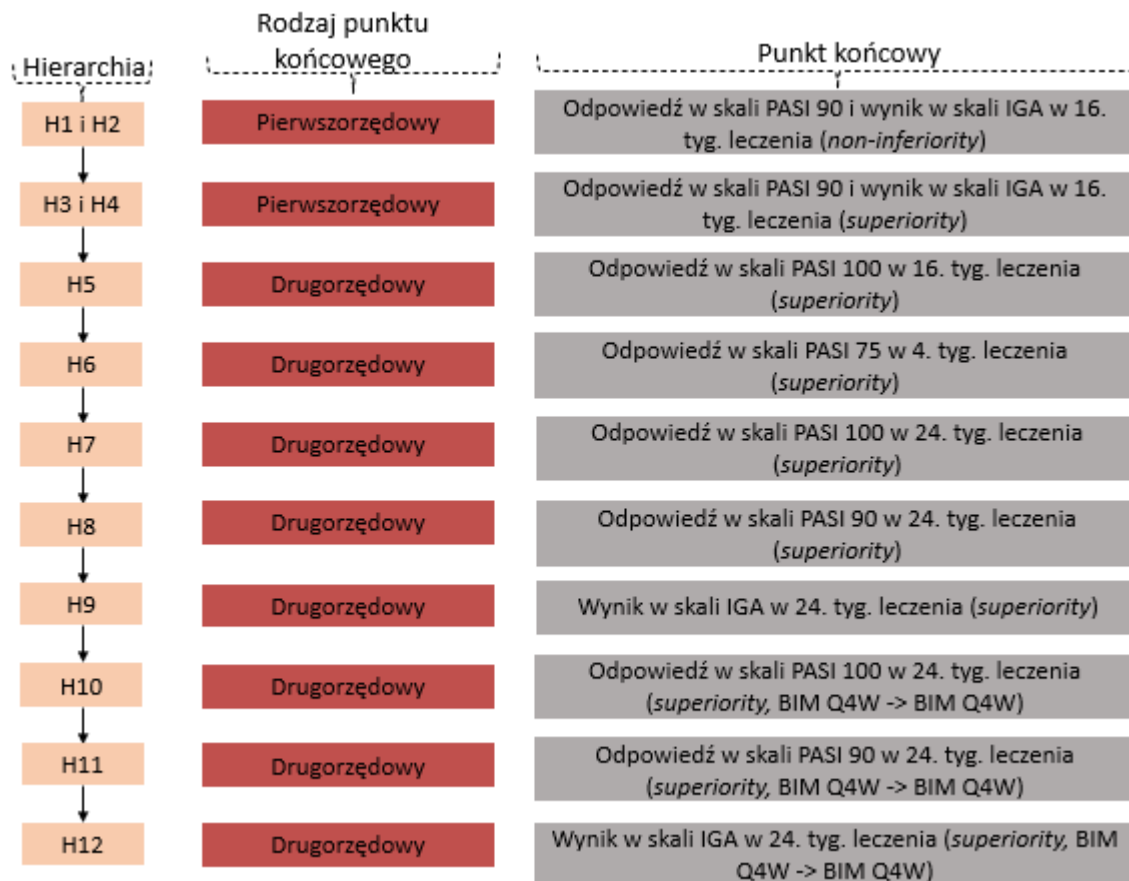 Hierarchia
Rodzaj punktu
końcowego
Punkt końcowy
H1 i H2
Pierwszorzędowy
Odpowiedź w skali PASI 90 i wynik w skali IGA w 16.
tyg. leczenia (non-inferiority)
H3 i H4
Pierwszorzędowy
Odpowiedź w skali PASI 90 i wynik w skali IGA w 16.
tyg. leczenia (superiority)
H5
Drugorzędowy
Odpowiedź w skali PASI 100 w 16. tyg. leczenia
(superiority)
H6
Drugorzędowy
Odpowiedź w skali PASI 75 w 4. tyg. leczenia
(superiority)
H7
Drugorzędowy
Odpowiedź w skali PASI 100 w 24. tyg. leczenia
(superiority)
H8
Drugorzędowy
Odpowiedź w skali PASI 90 w 24. tyg. leczenia
(superiority)
H9
Drugorzędowy
Wynik w skali IGA w 24. tyg. leczenia (superiority)
H10
Drugorzędowy
Odpowiedź w skali PASI 100 w 24. tyg. leczenia
(superiority, BIM Q4W -> BIM Q4W)
H11
Drugorzędowy
Odpowiedź w skali PASI 90 w 24. tyg. leczenia
(superiority, BIM Q4W -> BIM Q4W)
H12
Drugorzędowy
Wynik w skali IGA w 24. tyg. leczenia (superiority, BIM
Q4W -> BIM Q4W)